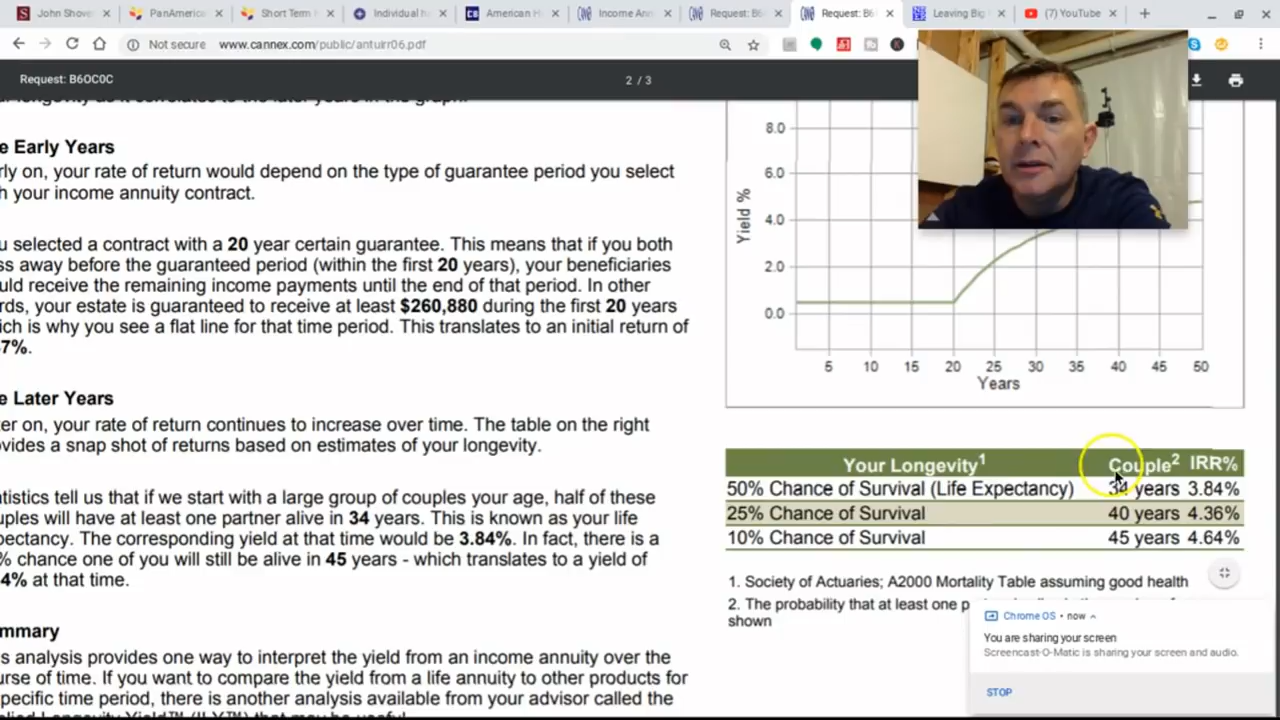 John Shover
PanAmerica
Short Term
Individual h
American H
Income Ann
Request: B6
Request: B6
Leaving Big
(7) YouTube
Not secure www.cannex.com/public/antuirr06.pdf
Request: B6OC0C
2 / 3
e Early Years
rly on, your rate of return would depend on the type of guarantee period you select
h your income annuity contract.
u selected a contract with a 20 year certain guarantee. This means that if you both
ss away before the guaranteed period (within the first 20 years), your beneficiaries
uld receive the remaining income payments until the end of that period. In other
rds, your estate is guaranteed to receive at least $260,880 during the first 20 years
ich is why you see a flat line for that time period. This translates to an initial return of
7%.
e Later Years
er on, your rate of return continues to increase over time. The table on the right
vides a snap shot of returns based on estimates of your longevity.
atistics tell us that if we start with a large group of couples your age, half of these
uples will have at least one partner alive in 34 years. This is known as your life
pectancy. The corresponding yield at that time would be 3.84%. In fact, there is a
% chance one of you will still be alive in 45 years - which translates to a yield of
4% at that time.
mmary
s analysis provides one way to interpret the yield from an income annuity over the
urse of time. If you want to compare the yield from a life annuity to other products for
pecific time period, there is another analysis available from your advisor called the
8.0
6.0
4.0
2.0
0.0
Yield %
5 10 15 20 25 30 35 40 45 50
Years
Your Longevity1 Couple2 IRR%
50% Chance of Survival (Life Expectancy) 34 years 3.84%
25% Chance of Survival 40 years 4.36%
10% Chance of Survival 45 years 4.64%
1. Society of Actuaries; A2000 Mortality Table assuming good health
2. The probability that at least one p
shown
Chrome OS • now
You are sharing your screen
Screencast-O-Matic is sharing your screen and audio.
STOP